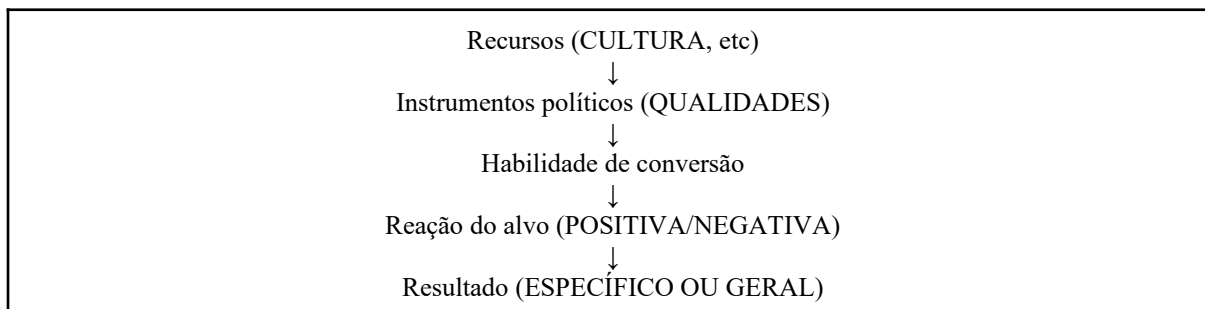 Recursos (CULTURA, etc)
↓
Instrumentos políticos (QUALIDADES)
↓
Habilidade de conversão
↓
Reação do alvo (POSITIVA/NEGATIVA)
↓
Resultado (ESPECÍFICO OU GERAL)